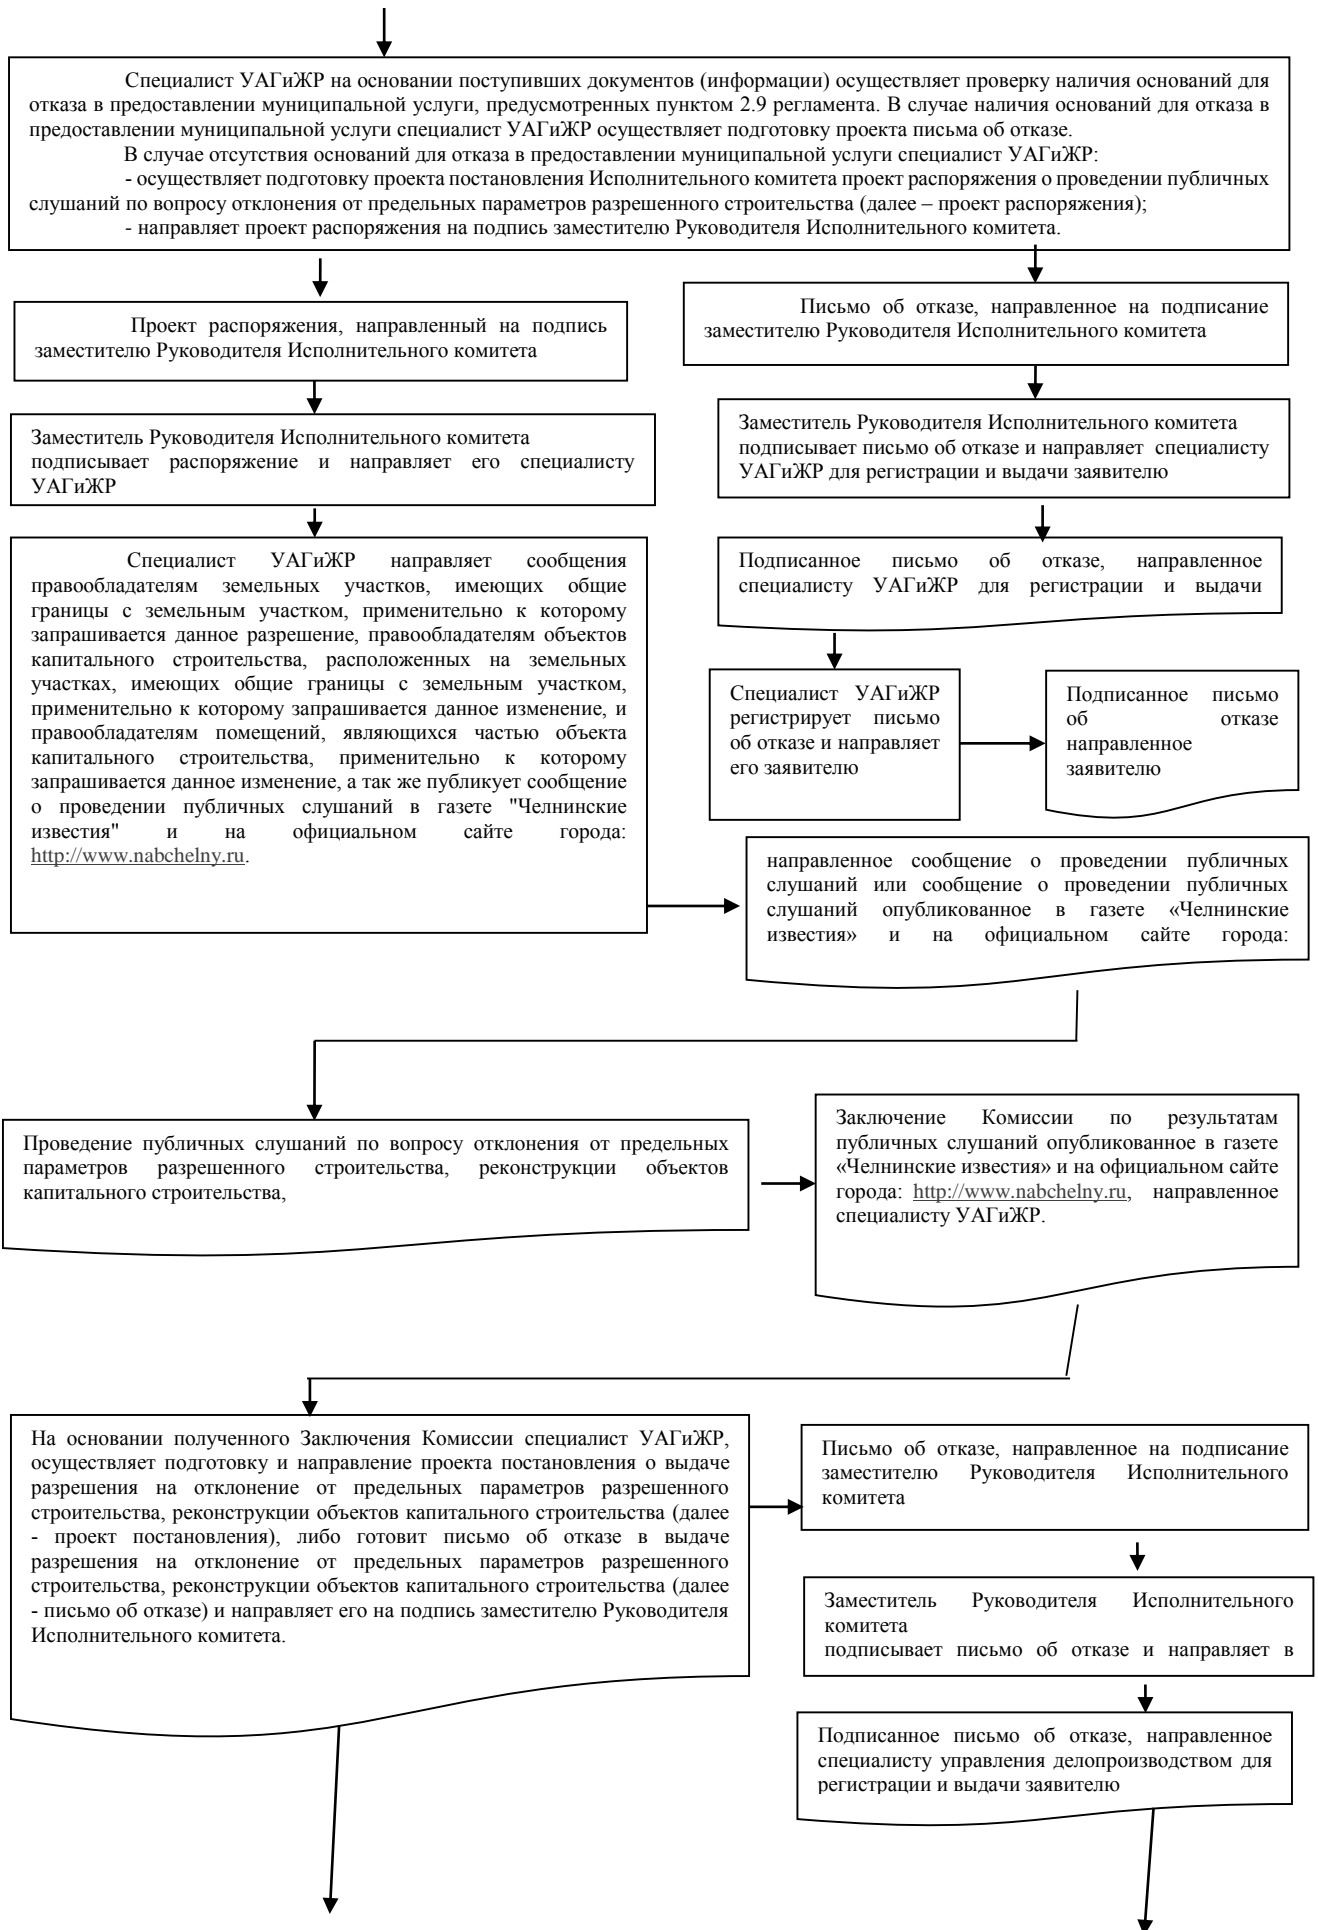 Специалист УАГиЖР на основании поступивших документов (информации) осуществляет проверку наличия оснований для
отказа в предоставлении муниципальной услуги, предусмотренных пунктом 2.9 регламента. В случае наличия оснований для отказа в
предоставлении муниципальной услуги специалист УАГиЖР осуществляет подготовку проекта письма об отказе.
В случае отсутствия оснований для отказа в предоставлении муниципальной услуги специалист УАГиЖР:
- осуществляет подготовку проекта постановления Исполнительного комитета проект распоряжения о проведении публичных
слушаний по вопросу отклонения от предельных параметров разрешенного строительства (далее – проект распоряжения);
- направляет проект распоряжения на подпись заместителю Руководителя Исполнительного комитета.
Проект распоряжения, направленный на подпись
заместителю Руководителя Исполнительного комитета
Письмо об отказе, направленное на подписание
заместителю Руководителя Исполнительного комитета
Заместитель Руководителя Исполнительного комитета
подписывает распоряжение и направляет его специалисту
УАГиЖР
Заместитель Руководителя Исполнительного комитета
подписывает письмо об отказе и направляет специалисту
УАГиЖР для регистрации и выдачи заявителю
Специалист УАГиЖР направляет сообщения
правообладателям земельных участков, имеющих общие
границы с земельным участком, применительно к которому
запрашивается данное разрешение, правообладателям объектов
капитального строительства, расположенных на земельных
участках, имеющих общие границы с земельным участком,
применительно к которому запрашивается данное изменение, и
правообладателям помещений, являющихся частью объекта
капитального строительства, применительно к которому
запрашивается данное изменение, а так же публикует сообщение
о проведении публичных слушаний в газете "Челнинские
известия" и на официальном сайте города:
http://www.nabchelny.ru.
Подписанное письмо об отказе, направленное
специалисту УАГиЖР для регистрации и выдачи
Специалист УАГиЖР
регистрирует письмо
об отказе и направляет
его заявителю
Подписанное письмо
об отказе
направленное
заявителю
направленное сообщение о проведении публичных
слушаний или сообщение о проведении публичных
слушаний опубликованное в газете «Челнинские
известия» и на официальном сайте города:
Проведение публичных слушаний по вопросу отклонения от предельных
параметров разрешенного строительства, реконструкции объектов
капитального строительства,
Заключение Комиссии по результатам
публичных слушаний опубликованное в газете
«Челнинские известия» и на официальном сайте
города: http://www.nabchelny.ru, направленное
специалисту УАГиЖР.
На основании полученного Заключения Комиссии специалист УАГиЖР,
осуществляет подготовку и направление проекта постановления о выдаче
разрешения на отклонение от предельных параметров разрешенного
строительства, реконструкции объектов капитального строительства (далее
- проект постановления), либо готовит письмо об отказе в выдаче
разрешения на отклонение от предельных параметров разрешенного
строительства, реконструкции объектов капитального строительства (далее
- письмо об отказе) и направляет его на подпись заместителю Руководителя
Исполнительного комитета.
Письмо об отказе, направленное на подписание
заместителю Руководителя Исполнительного
комитета
Заместитель Руководителя Исполнительного
комитета
подписывает письмо об отказе и направляет в
Подписанное письмо об отказе, направленное
специалисту управления делопроизводством для
регистрации и выдачи заявителю